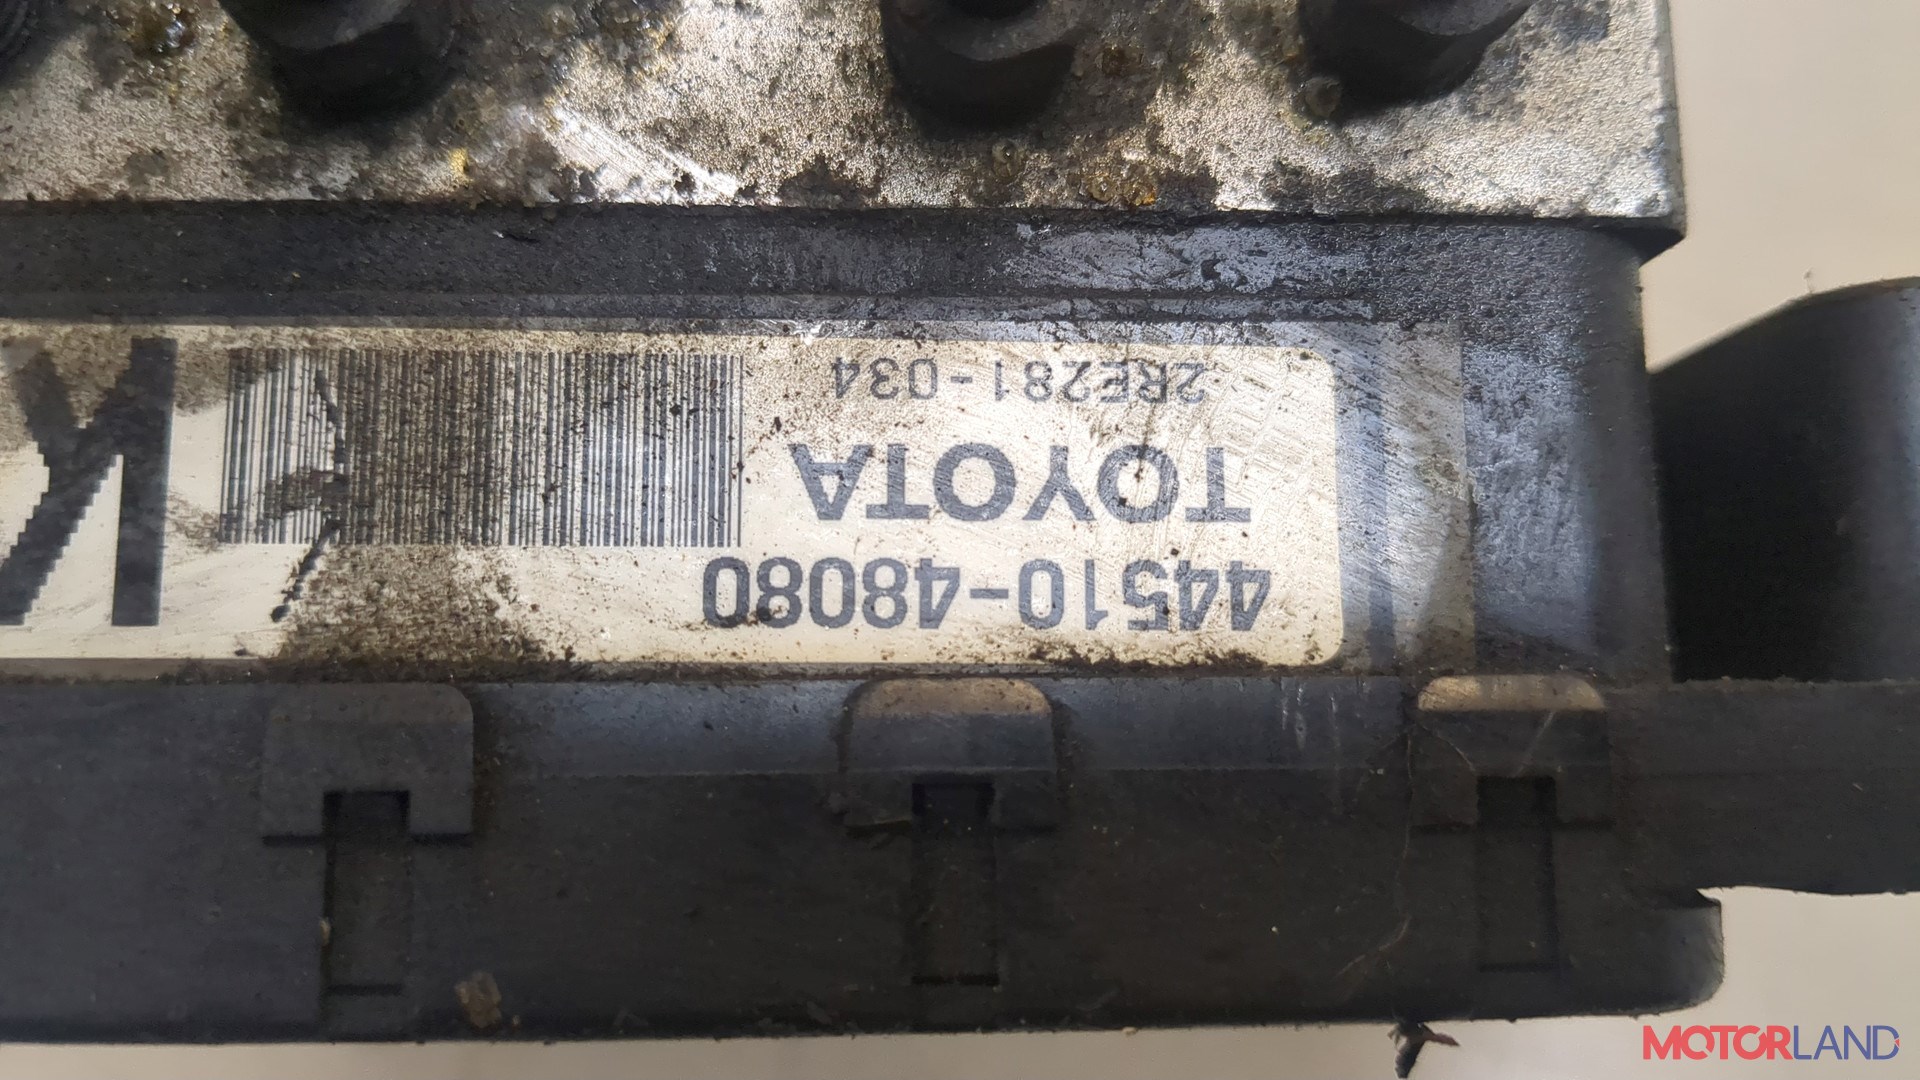 44510-48080
TOYOTA
2RE281-034
K
MOTORLAND